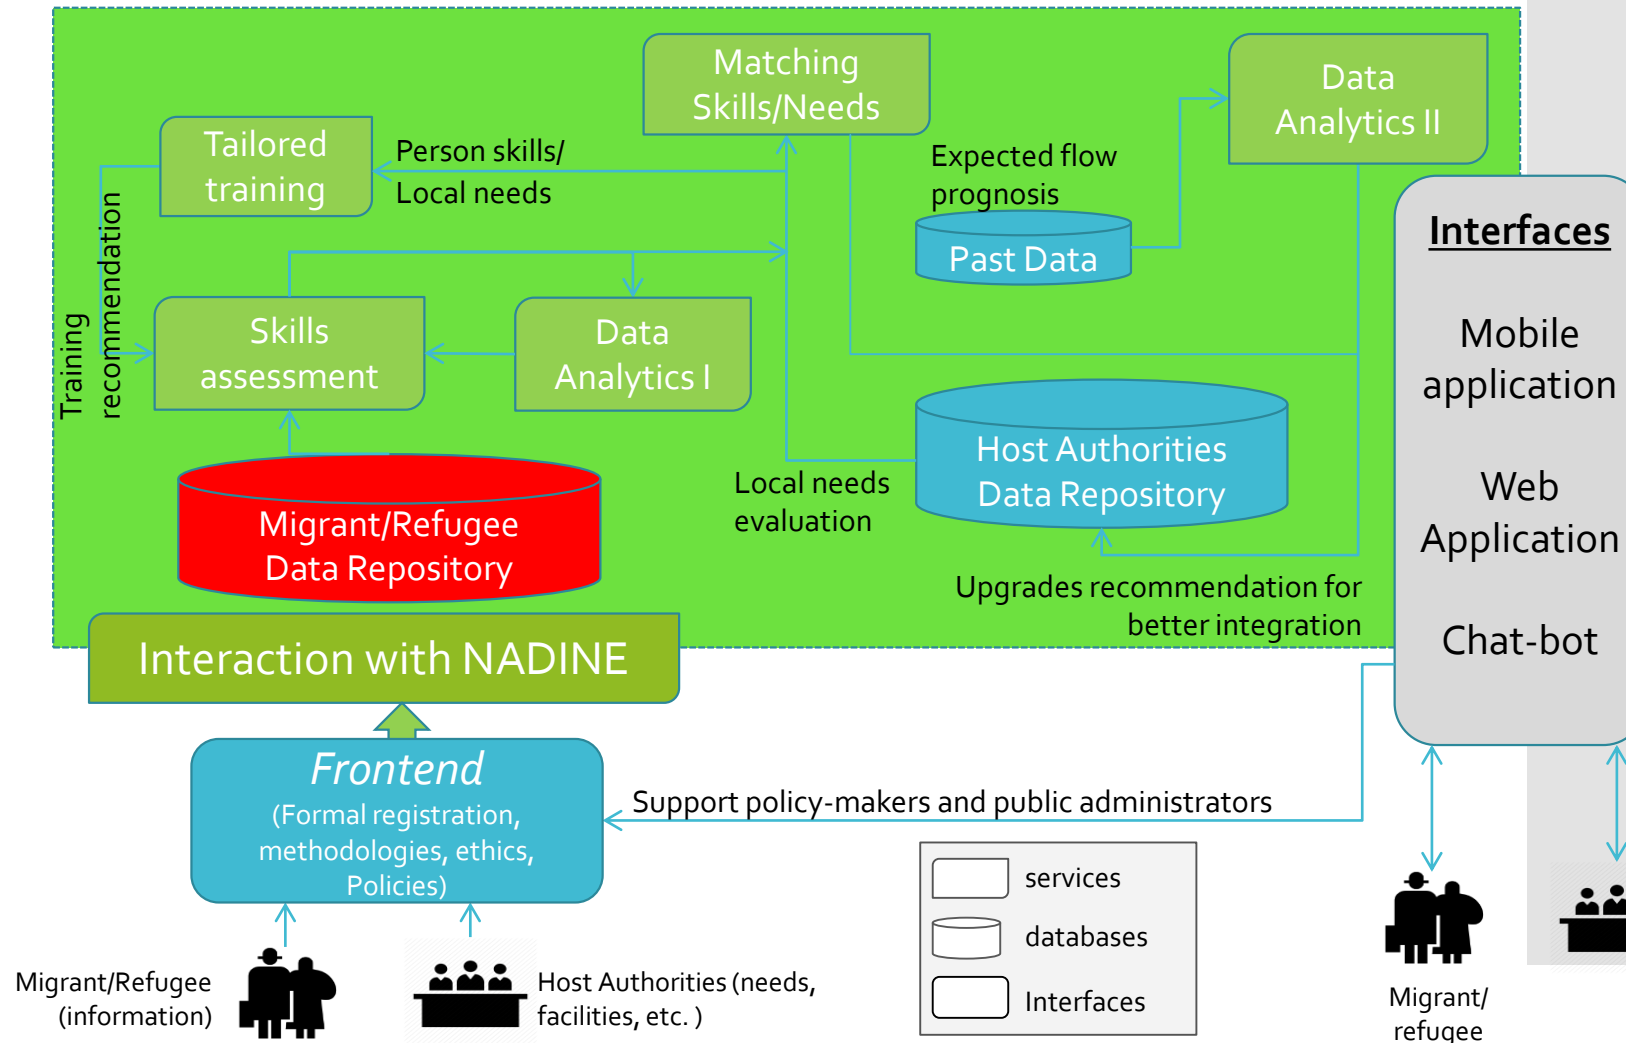 Matching
Skills/Needs
Data
Analytics II
Tailored
training
Person skills/
Local needs
Expected flow
prognosis
Past Data
Training
recommendation
Skills
assessment
Data
Analytics I
Host Authorities
Data Repository
Local needs
evaluation
Migrant/Refugee
Data Repository
Upgrades recommendation for
better integration
Interaction with NADINE
Interfaces
Mobile
application
Web
Application
Chat-bot
Frontend
(Formal registration,
methodologies, ethics,
Policies)
Support policy-makers and public administrators
services
databases
Interfaces
Migrant/Refugee
(information)
Host Authorities (needs,
facilities, etc. )
Migrant/
refugee